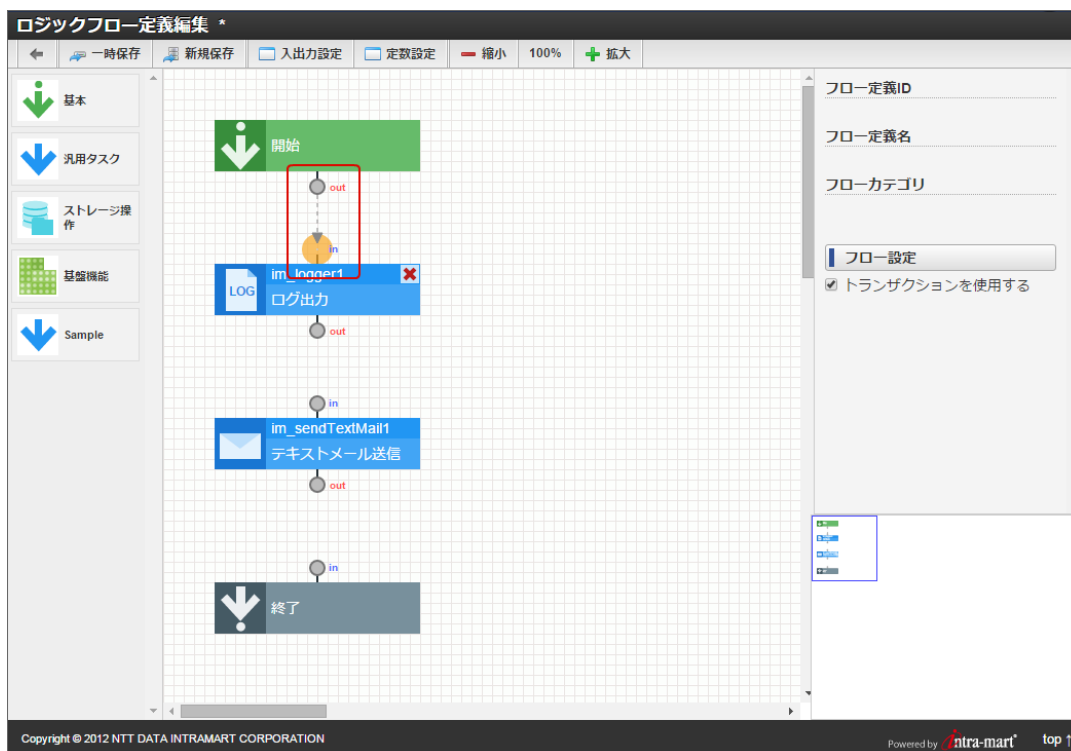 ロジックフロー定義編集 *
一時保存 新規保存 入出力設定 定数設定 縮小 100% 拡大
基本
汎用タスク
ストレージ操
作
基盤機能
Sample
開始
out
in
im_logger1
LOG
ログ出力
out
in
im_sendTextMail1
テキストメール送信
out
in
終了
フロー定義ID
フロー定義名
フローカテゴリ
フロー設定
トランザクションを使用する
Copyright © 2012 NTT DATA INTRAMART CORPORATION
Powered by intra-mart
top ↑